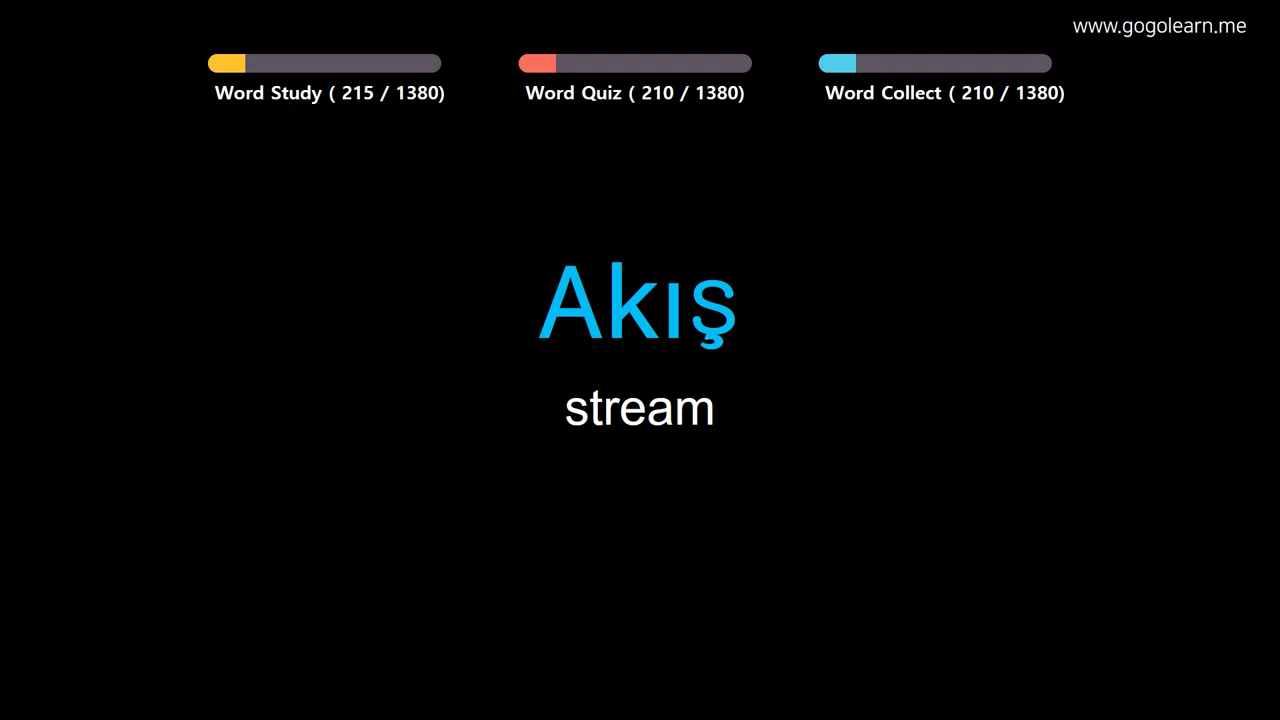 www.gogolearn.me
Word Study ( 215 / 1380)
Word Quiz ( 210 / 1380)
Word Collect ( 210 / 1380)
Akış
stream